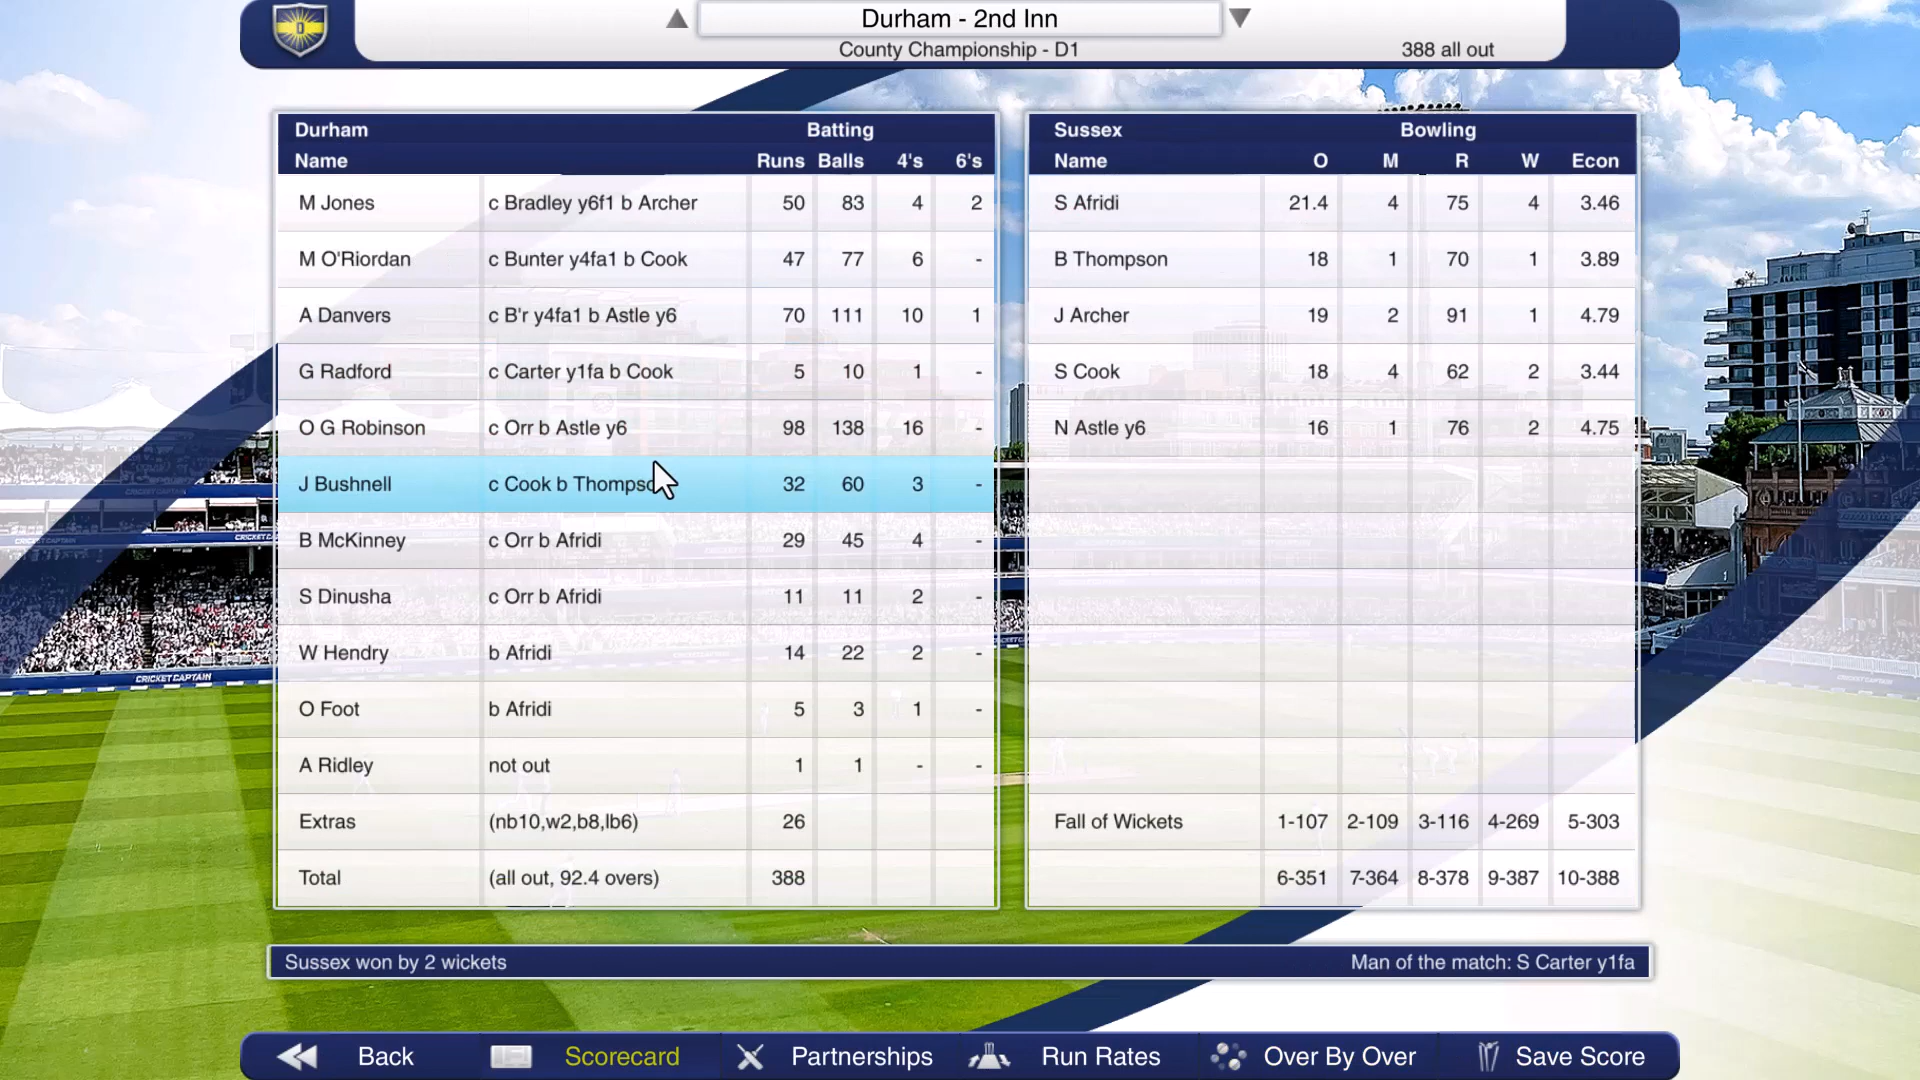 Durham - 2nd Inn
County Championship - D1
388 all out
Durham Batting
Name Runs Balls 4's 6's
M Jones c Bradley y6f1 b Archer 50 83 4 2
M O'Riordan c Bunter y4fa1 b Cook 47 77 6 -
A Danvers c B'r y4fa1 b Astle y6 70 111 10 1
G Radford c Carter y1fa b Cook 5 10 1 -
O G Robinson c Orr b Astle y6 98 138 16 -
J Bushnell c Cook b 32 60 3 -
B McKinney c Orr b Afridi 29 45 4 -
S Dinusha c Orr b Afridi 11 11 2 -
W Hendry b Afridi 14 22 2 -
O Foot b Afridi 5 3 1 -
A Ridley not out 1 1 - -
Extras (nb10,w2,b8,lb6) 26
Total (all out, 92.4 overs) 388
Sussex Bowling
Name O M R W Econ
S Afridi 21.4 4 75 4 3.46
B Thompson 18 1 70 1 3.89
J Archer 19 2 91 1 4.79
S Cook 18 4 62 2 3.44
N Astle y6 16 1 76 2 4.75
Fall of Wickets 1-107 2-109 3-116 4-269 5-303
6-351 7-364 8-378 9-387 10-388
CRICKET CAPTAIN
Sussex won by 2 wickets
Man of the match: S Carter y1fa
Back
Scorecard
Partnerships
Run Rates
Over By Over
Save Score